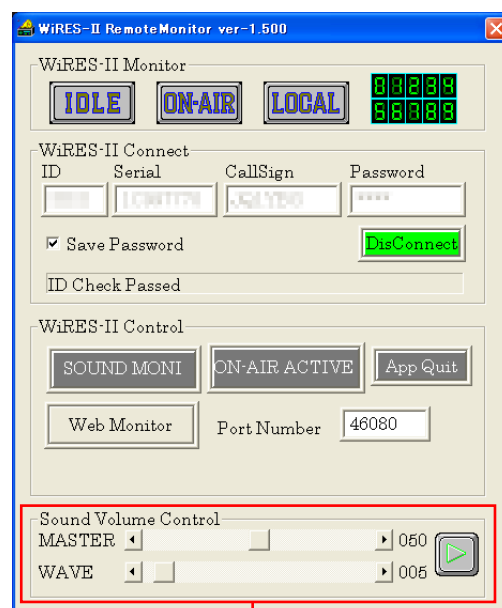 WiRES-II RemoteMonitor ver-1.500
WiRES-II Monitor
IDLE ON-AIR LOCAL
WiRES-II Connect
ID Serial CallSign Password
****
Save Password DisConnect
ID Check Passed
WiRES-II Control
SOUND MONI ON-AIR ACTIVE App Quit
Web Monitor Port Number 46080
Sound Volume Control
MASTER 050
WAVE 005